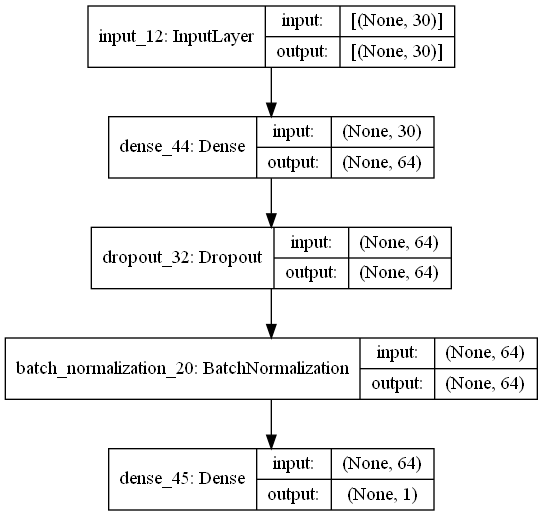 input_12: InputLayer
input:
[(None, 30)]
output:
[(None, 30)]
dense_44: Dense
input:
(None, 30)
output:
(None, 64)
dropout_32: Dropout
input:
(None, 64)
output:
(None, 64)
batch_normalization_20: BatchNormalization
input:
(None, 64)
output:
(None, 64)
dense_45: Dense
input:
(None, 64)
output:
(None, 1)